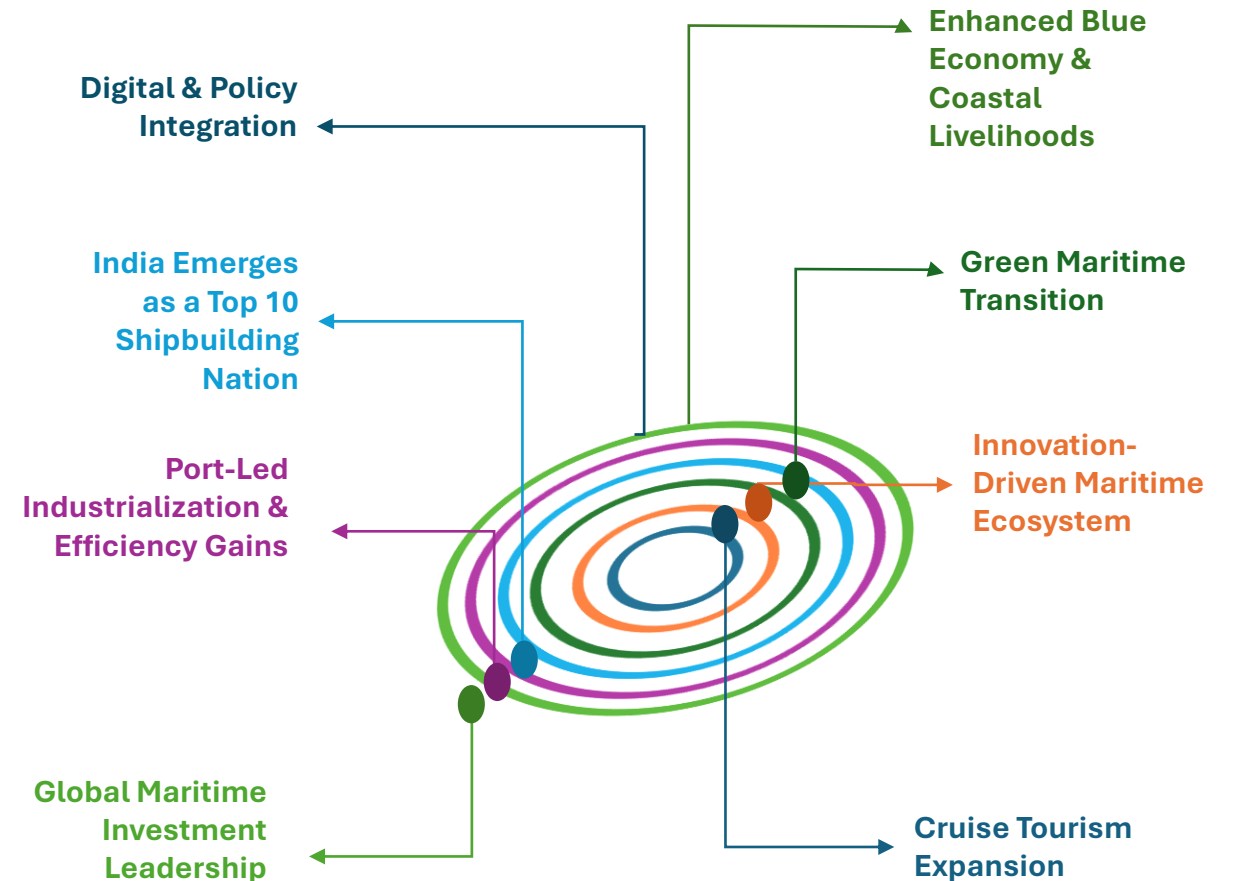 Enhanced Blue
Economy &
Coastal
Livelihoods
Digital & Policy
Integration
India Emerges
as a Top 10
Shipbuilding
Nation
Green Maritime
Transition
Port-Led
Industrialization &
Efficiency Gains
Innovation-
Driven Maritime
Ecosystem
Global Maritime
Investment
Leadership
Cruise Tourism
Expansion